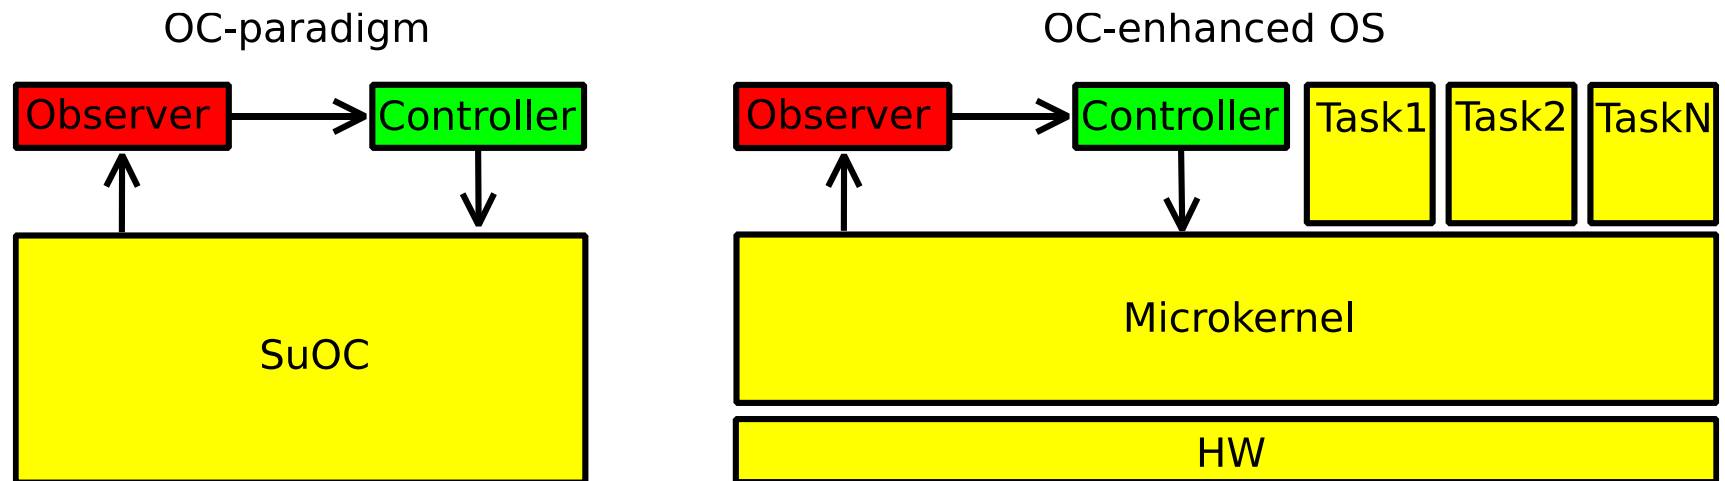 OC-paradigm
Observer
Controller
SuOC
OC-enhanced OS
Observer
Controller
Task1
Task2
TaskN
Microkernel
HW